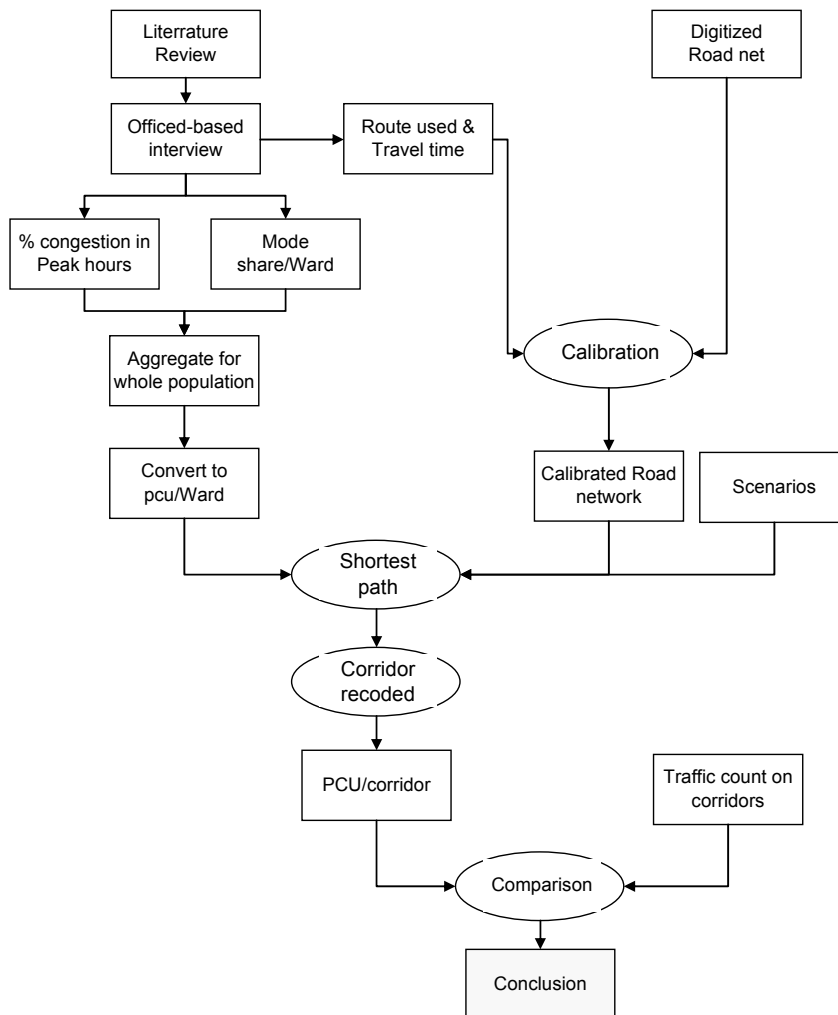 Literrature
Review
Digitized
Road net
Officed-based
interview
Route used &
Travel time
% congestion in
Peak hours
Mode
share/Ward
Aggregate for
whole population
Calibration
Convert to
pcu/Ward
Calibrated Road
network
Scenarios
Shortest
path
Corridor
recoded
PCU/corridor
Traffic count on
corridors
Comparison
Conclusion